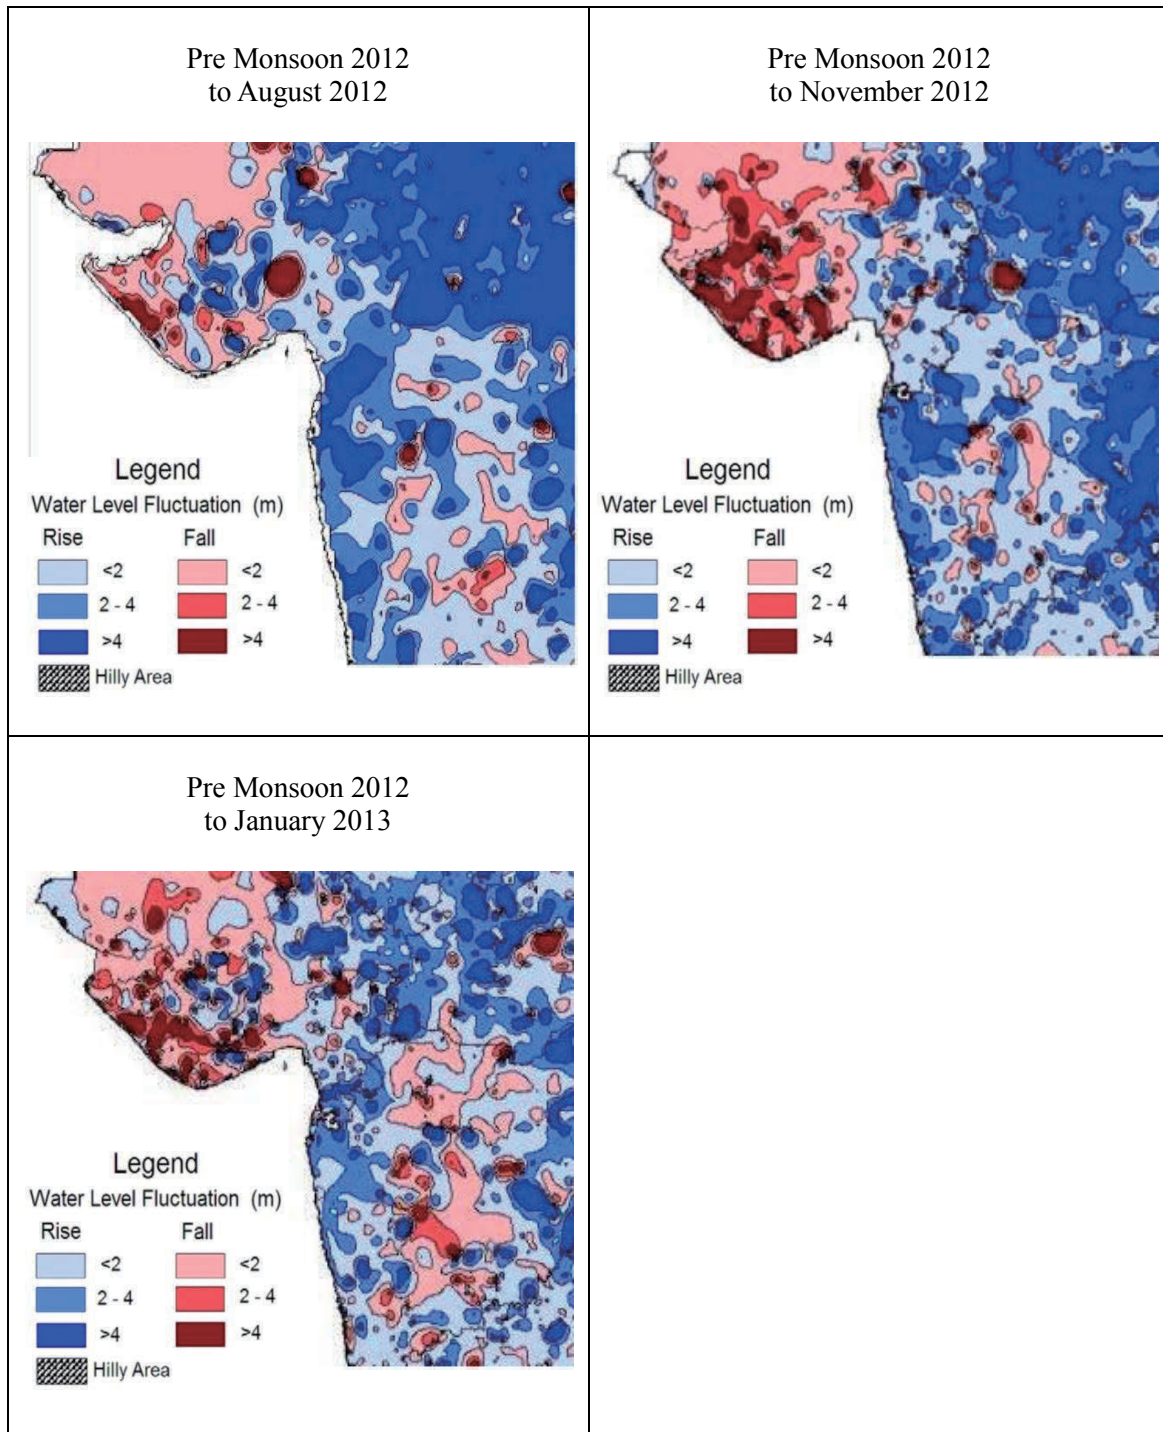 Pre Monsoon 2012
to August 2012
Legend
Water Level Fluctuation (m)
Rise Fall
<2 <2
2 - 4 2 - 4
>4 >4
Hilly Area
Pre Monsoon 2012
to November 2012
Legend
Water Level Fluctuation (m)
Rise Fall
<2 <2
2 - 4 2 - 4
>4 >4
Hilly Area
Pre Monsoon 2012
to January 2013
Legend
Water Level Fluctuation (m)
Rise Fall
<2 <2
2 - 4 2 - 4
>4 >4
Hilly Area